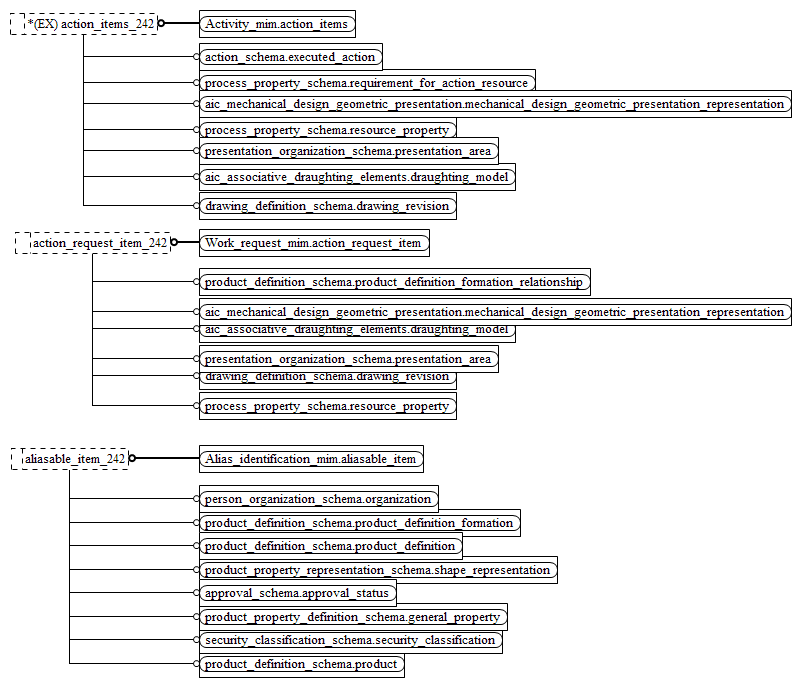 *(EX) action_items_242
Activity_mim.action_items
action_schema.executed_action
process_property_schema.requirement_for_action_resource
aic_mechanical_design_geometric_presentation.mechanical_design_geometric_presentation_representation
process_property_schema.resource_property
presentation_organization_schema.presentation_area
aic_associative_draughting_elements.draughting_model
drawing_definition_schema.drawing_revision
action_request_item_242
Work_request_mim.action_request_item
product_definition_schema.product_definition_formation_relationship
aic_mechanical_design_geometric_presentation.mechanical_design_geometric_presentation_representation
aic_associative_draughting_elements.draughting_model
presentation_organization_schema.presentation_area
drawing_definition_schema.drawing_revision
process_property_schema.resource_property
aliasable_item_242
Alias_identification_mim.aliasable_item
person_organization_schema.organization
product_definition_schema.product_definition_formation
product_definition_schema.product_definition
product_property_representation_schema.shape_representation
approval_schema.approval_status
product_property_definition_schema.general_property
security_classification_schema.security_classification
product_definition_schema.product